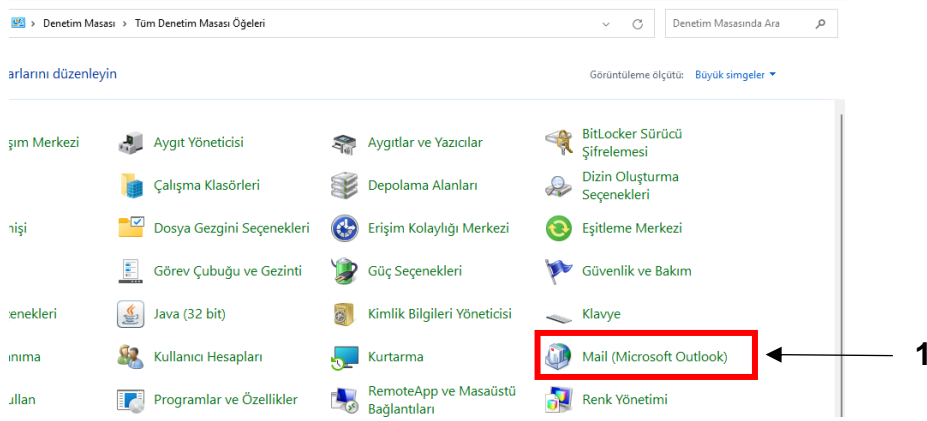 Denetim Masası > Tüm Denetim Masası Öğeleri
Denetim Masasında Ara
arlarını düzenleyin
Görüntüleme ölçütü: Büyük simgeler
şım Merkezi
Aygıt Yöneticisi
Aygıtlar ve Yazıcılar
BitLocker Sürücü
Şifrelemesi
Çalışma Klasörleri
Depolama Alanları
Dizin Oluşturma
Seçenekleri
nişi
Dosya Gezgini Seçenekleri
Erişim Kolaylığı Merkezi
Eşitleme Merkezi
Görev Çubuğu ve Gezinti
Güç Seçenekleri
Güvenlik ve Bakım
çenekleri
Java (32 bit)
Kimlik Bilgileri Yöneticisi
Klavye
anıma
Kullanıcı Hesapları
Kurtarma
Mail (Microsoft Outlook)
1
ullan
Programlar ve Özellikler
RemoteApp ve Masaüstü
Bağlantıları
Renk Yönetimi